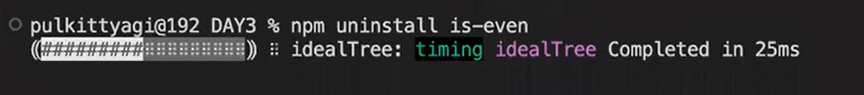 pulkittyagi@192 DAY3 % npm uninstall is-even
(#########⠂⠂⠂⠂⠂⠂⠂⠂⠂) ⠇ idealTree: timing idealTree Completed in 25ms